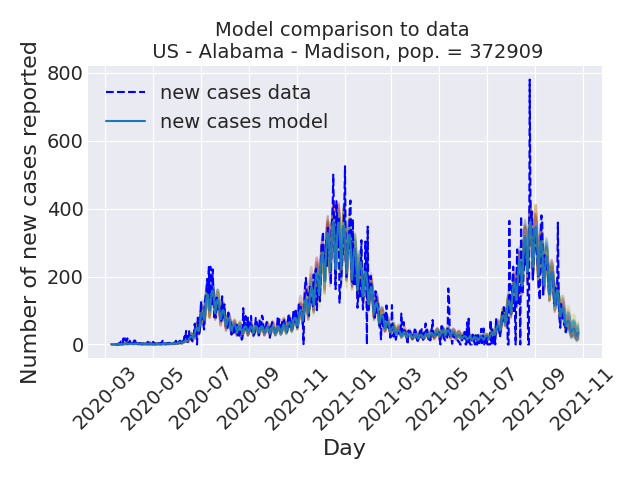 Model comparison to data
US - Alabama - Madison, pop. = 372909
Number of new cases reported
800
600
400
200
0
new cases data
new cases model
2020-03
2020-05
2020-07
2020-09
2020-11
2021-01
2021-03
2021-05
2021-07
2021-09
2021-11
Day